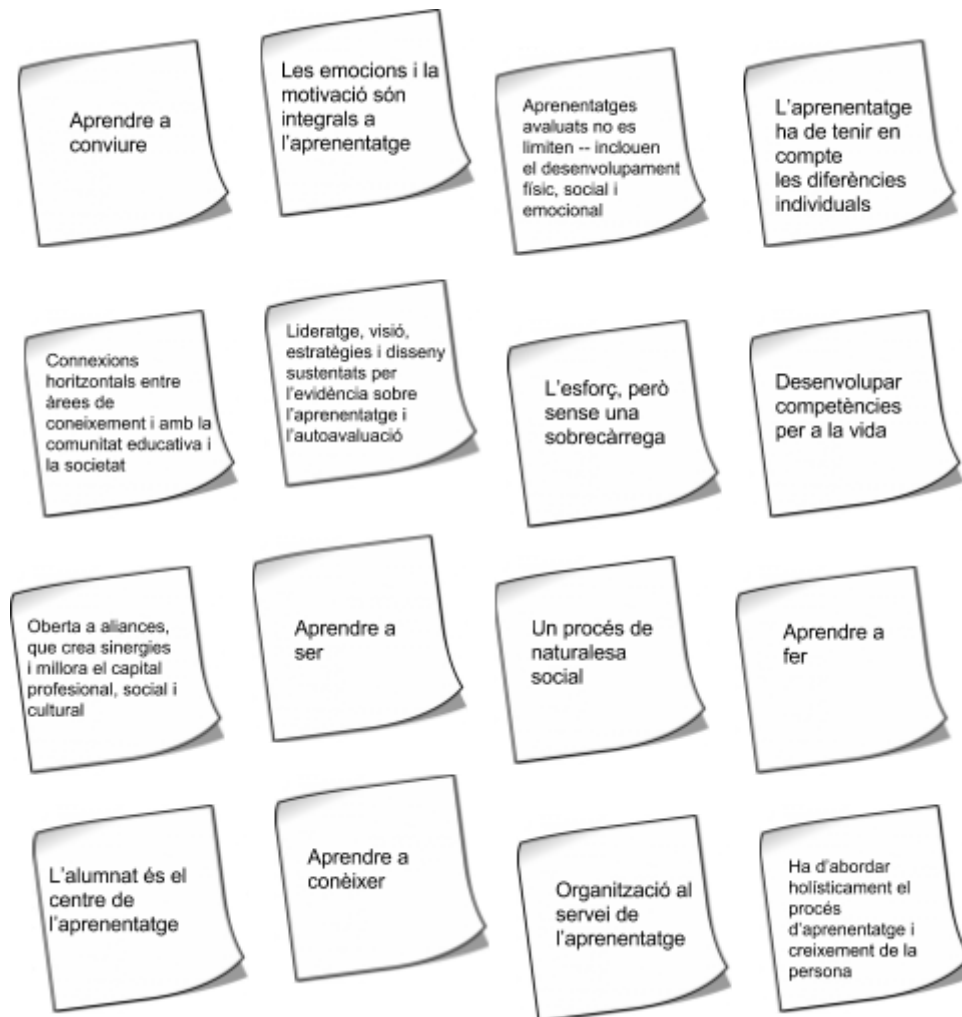 Aprendre a
conviure
Les emocions i la
motivació són
integrals a
l'aprenentatge
Aprenentatges
avaluats no es
limiten -- inclouen
el desenvolupament
físic, social i
emocional
L'aprenentatge
ha de tenir en
compte
les diferències
individuals
Connexions
horitzontals entre
àrees de
coneixement i amb la
comunitat educativa i
la societat
Lideratge, visió,
estratègies i disseny
sustentats per
l'evidència sobre
l'aprenentatge i
l'autoavaluació
L'esforç, però
sense una
sobrecàrrega
Desenvolupar
competències
per a la vida
Oberta a aliances,
que crea sinergies
i millora el capital
profesional, social i
cultural
Aprendre a
ser
Un procés de
naturalesa
social
Aprendre a
fer
L'alumnat és el
centre de
l'aprenentatge
Aprendre a
conèixer
Organització al
servei de
l'aprenentatge
Ha d'abordar
holísticament el
procés
d'aprenentatge i
creixement de la
persona